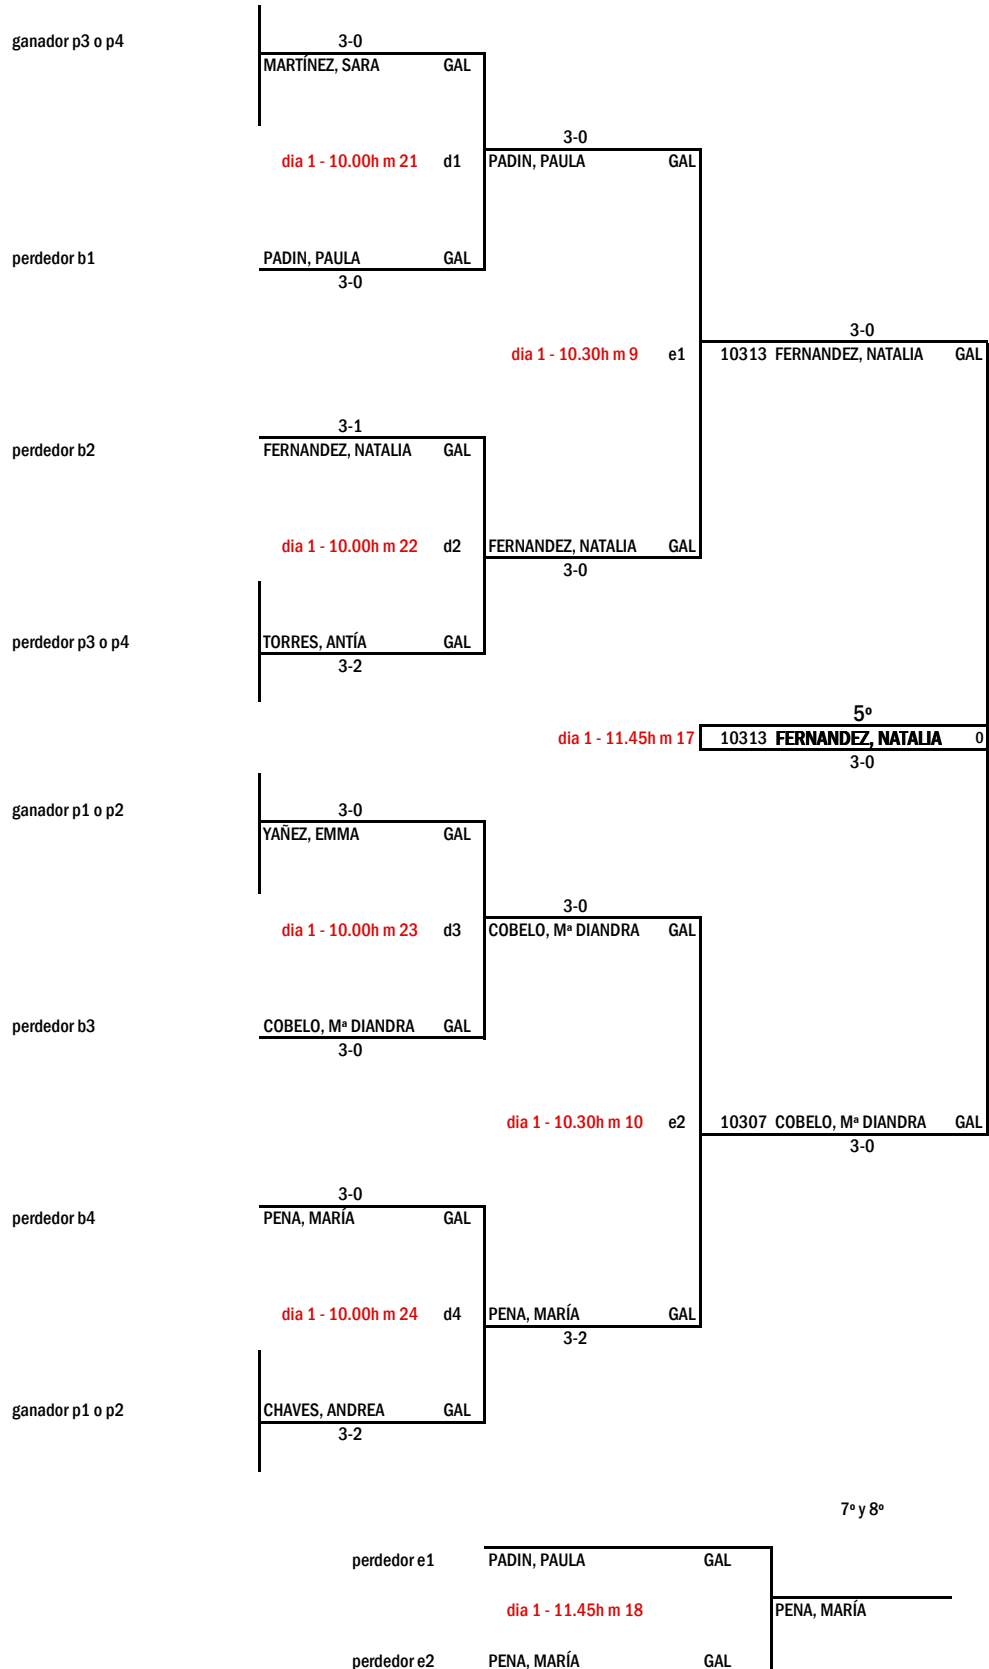 ganador p3 o p4 3-0
MARTÍNEZ, SARA GAL
3-0
dia 1 - 10.00h m 21 d1 PADIN, PAULA GAL
perdedor b1 PADIN, PAULA GAL
3-0
3-0
dia 1 - 10.30h m 9 e1 10313 FERNANDEZ, NATALIA GAL
3-1
perdedor b2 FERNANDEZ, NATALIA GAL
dia 1 - 10.00h m 22 d2 FERNANDEZ, NATALIA GAL
3-0
perdedor p3 o p4 TORRES, ANTÍA GAL
3-2
5º
dia 1 - 11.45h m 17 10313 FERNANDEZ, NATALIA 0
3-0
ganador p1 o p2 3-0
YAÑEZ, EMMA GAL
3-0
dia 1 - 10.00h m 23 d3 COBELO, Mª DIANDRA GAL
perdedor b3 COBELO, Mª DIANDRA GAL
3-0
dia 1 - 10.30h m 10 e2 10307 COBELO, Mª DIANDRA GAL
3-0
3-0
perdedor b4 PENA, MARÍA GAL
dia 1 - 10.00h m 24 d4 PENA, MARÍA GAL
3-2
ganador p1 o p2 CHAVES, ANDREA GAL
3-2
7º y 8º
perdedor e1 PADIN, PAULA GAL
dia 1 - 11.45h m 18 PENA, MARÍA
perdedor e2 PENA, MARÍA GAL